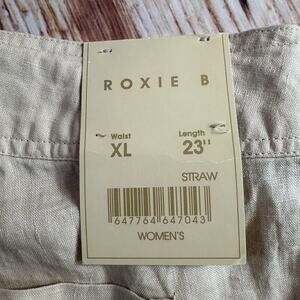 ROXIE B
Waist Length
XL 23"
STRAW
647764 647043
WOMEN'S